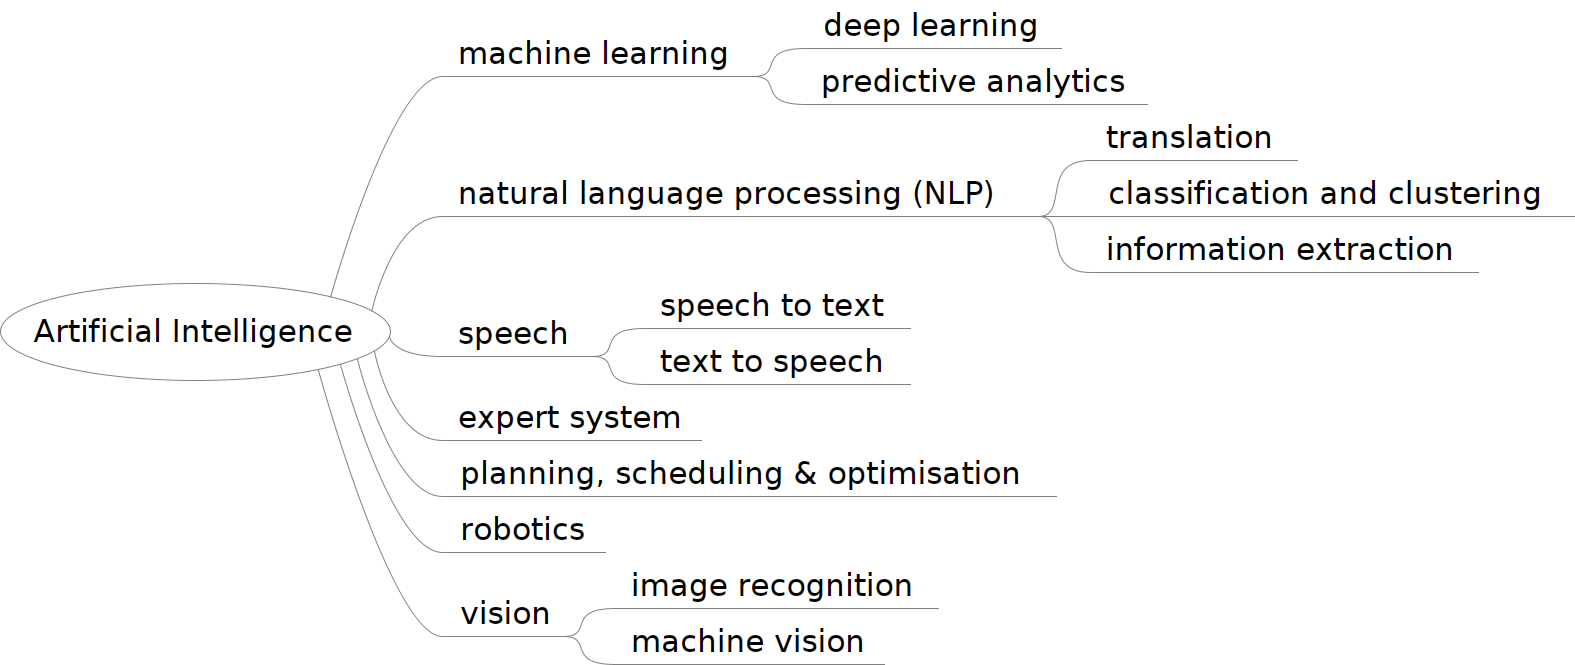 Artificial Intelligence
machine learning
deep learning
predictive analytics
natural language processing (NLP)
translation
classification and clustering
information extraction
speech
speech to text
text to speech
expert system
planning, scheduling & optimisation
robotics
vision
image recognition
machine vision